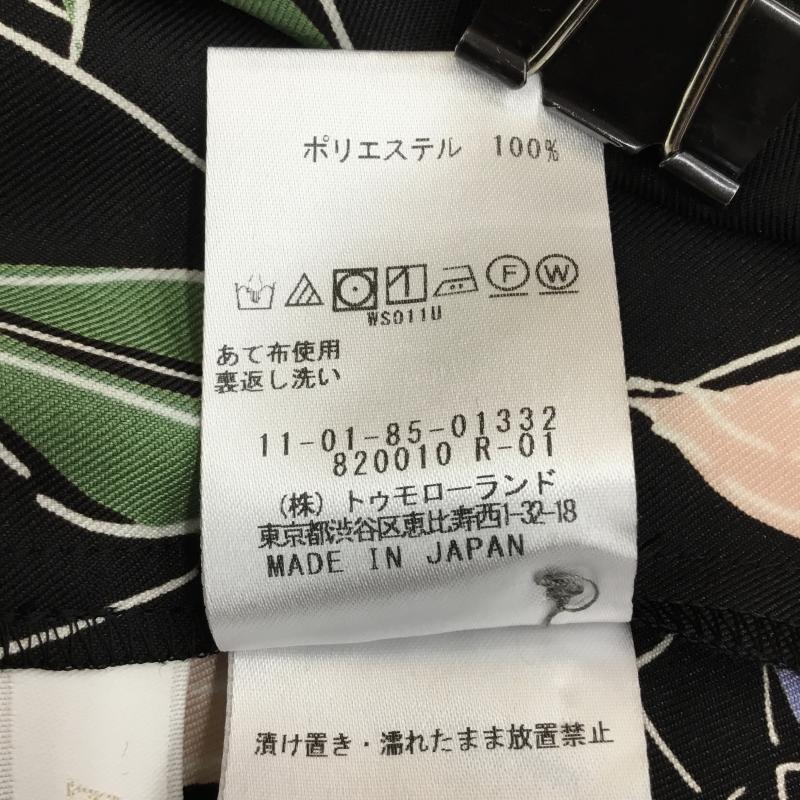 ポリエステル 100%
F W
WS011U
あて布使用
裏返し洗い
11-01-85-01332
820010 R-01
(株)トゥモローランド
東京都渋谷区恵比寿西1-32-18
MADE IN JAPAN
漬け置き・濡れたまま放置禁止